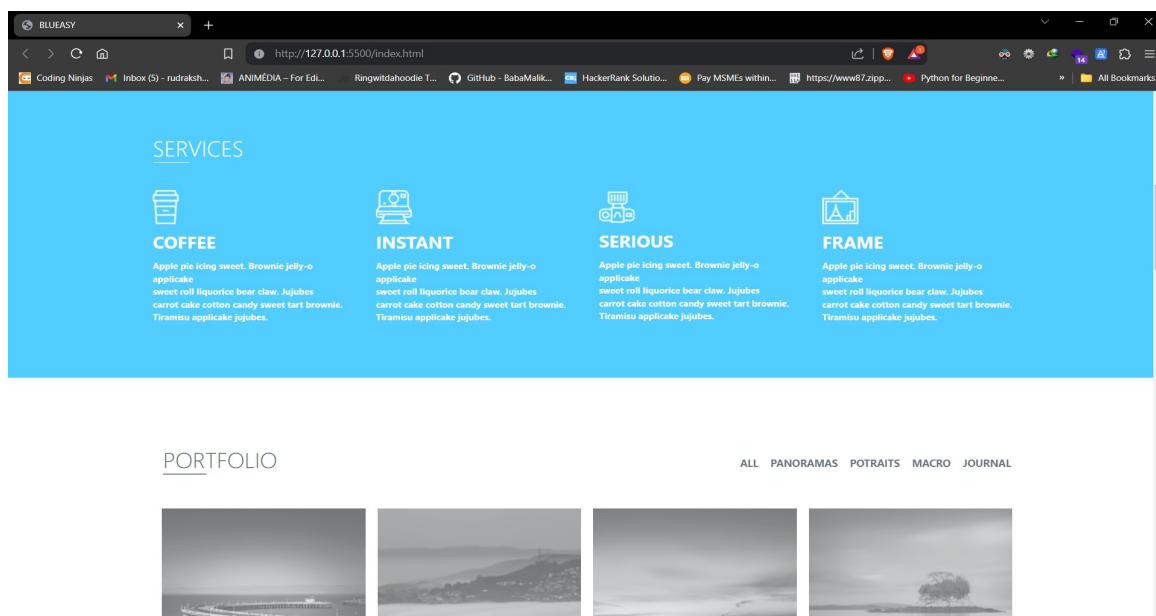 BLUEASY
http://127.0.0.1:5500/index.html
14
Coding Ninjas Inbox (5) - rudraksh... ANIMÉDIA – For Edi... Ringwitdahoodie T... GitHub - BabaMalik... HackerRank Solutio... Pay MSMEs within... https://www87.zipp... Python for Beginne... » All Bookmarks
SERVICES
COFFEE
Apple pie icing sweet. Brownie jelly-o
applicake
sweet roll liquorice bear claw. Jujubes
carrot cake cotton candy sweet tart brownie.
Tiramisu applicake jujubes.
INSTANT
Apple pie icing sweet. Brownie jelly-o
applicake
sweet roll liquorice bear claw. Jujubes
carrot cake cotton candy sweet tart brownie.
Tiramisu applicake jujubes.
SERIOUS
Apple pie icing sweet. Brownie jelly-o
applicake
sweet roll liquorice bear claw. Jujubes
carrot cake cotton candy sweet tart brownie.
Tiramisu applicake jujubes.
FRAME
Apple pie icing sweet. Brownie jelly-o
applicake
sweet roll liquorice bear claw. Jujubes
carrot cake cotton candy sweet tart brownie.
Tiramisu applicake jujubes.
PORTFOLIO
ALL PANORAMAS POTRAITS MACRO JOURNAL